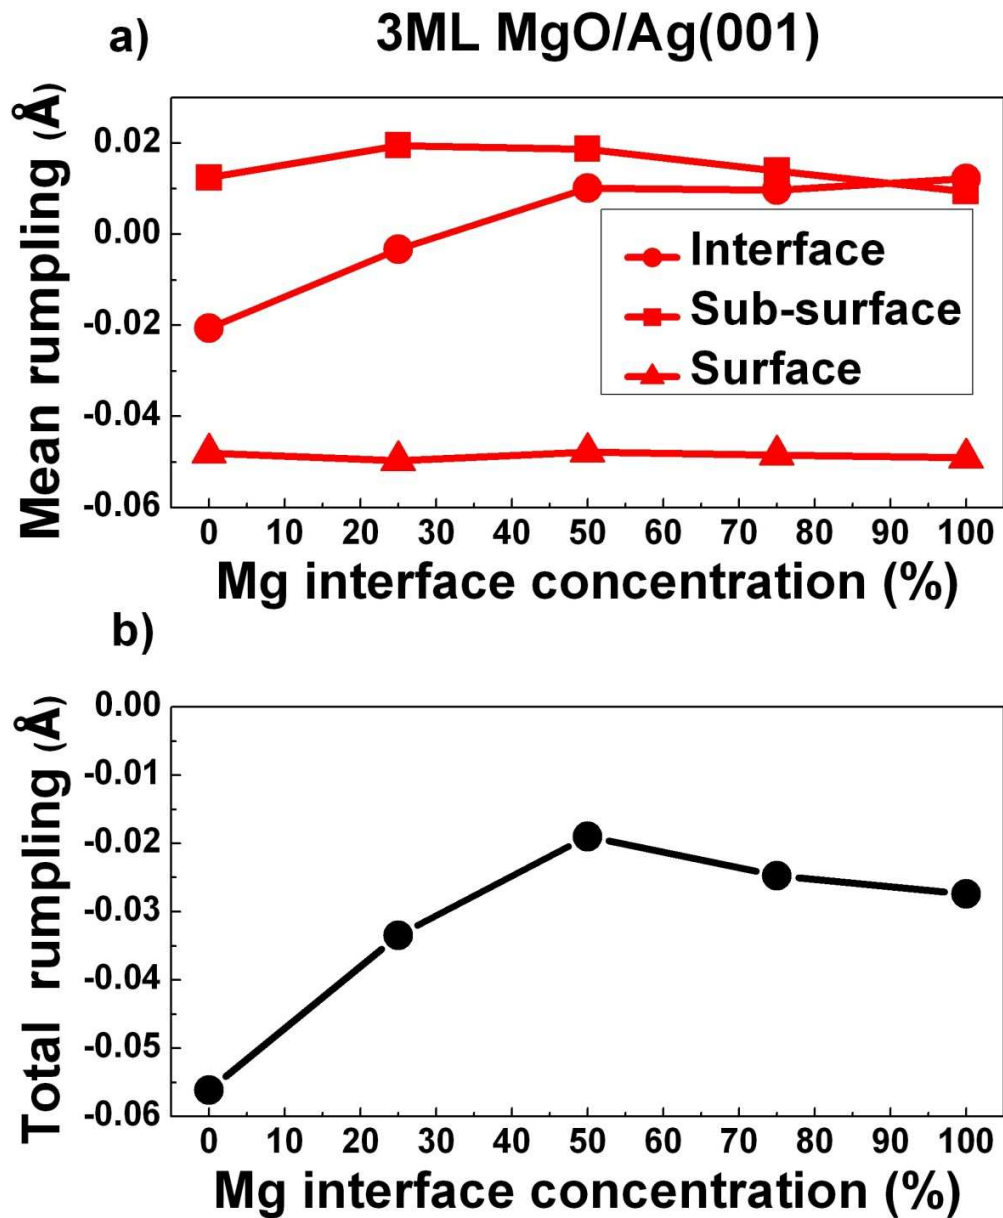 a)
3ML MgO/Ag(001)
Mean rumpling (Å)
0.02
0.00
-0.02
-0.04
-0.06
Interface
Sub-surface
Surface
0 10 20 30 40 50 60 70 80 90 100
Mg interface concentration (%)
b)
Total rumpling (Å)
0.00
-0.01
-0.02
-0.03
-0.04
-0.05
-0.06
0 10 20 30 40 50 60 70 80 90 100
Mg interface concentration (%)